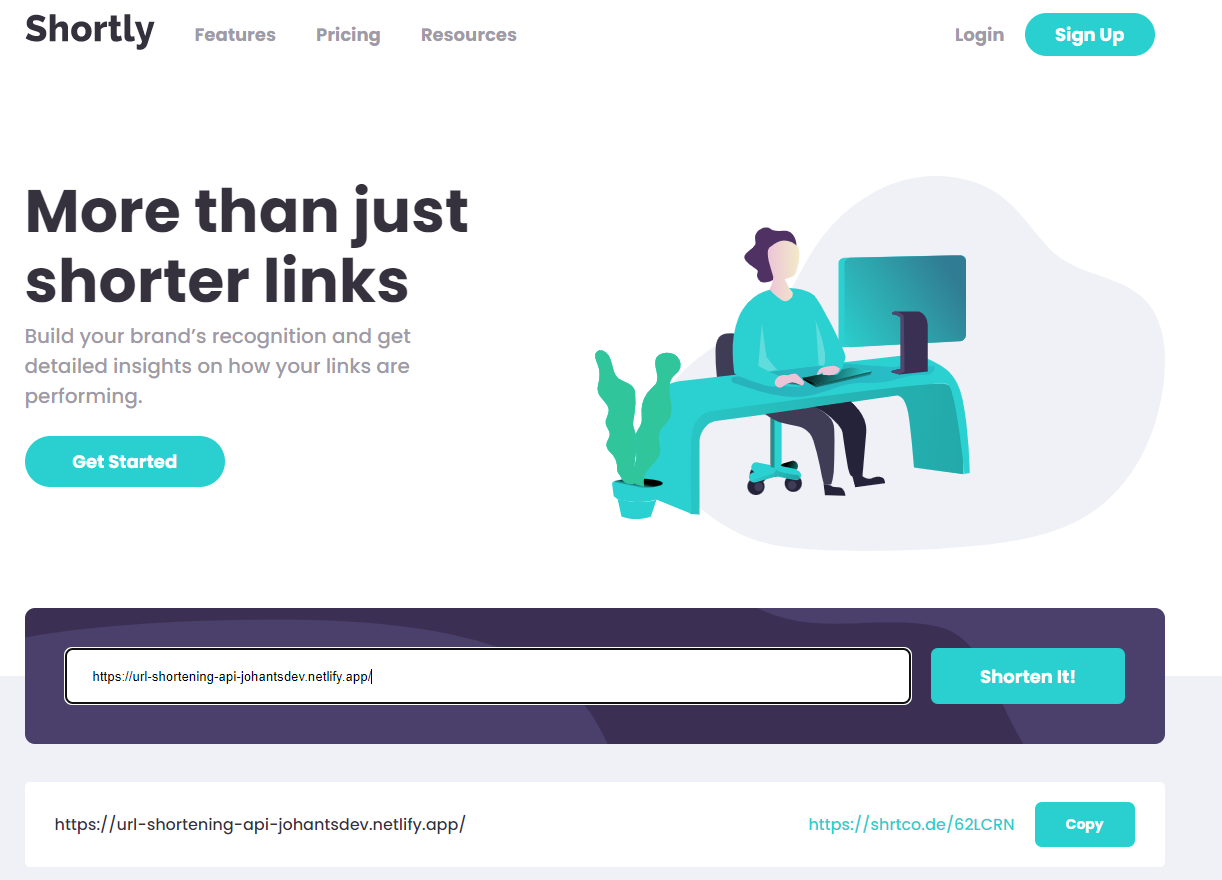 Shortly Features Pricing Resources Login Sign Up
More than just
shorter links
Build your brand’s recognition and get
detailed insights on how your links are
performing.
Get Started
https://url-shortening-api-johantsdev.netlify.app/ Shorten It!
https://url-shortening-api-johantsdev.netlify.app/ https://shrtco.de/62LCRN Copy